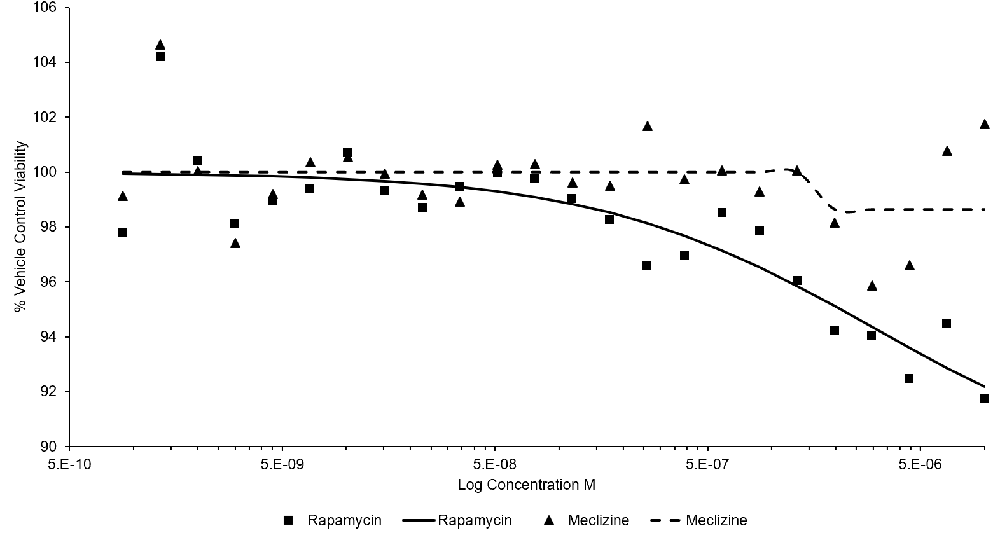 106
104
102
100
98
96
94
92
90
% Vehicle Control Viability
5.E-10 5.E-09 5.E-08 5.E-07 5.E-06
Log Concentration M
Rapamycin Rapamycin Meclizine Meclizine